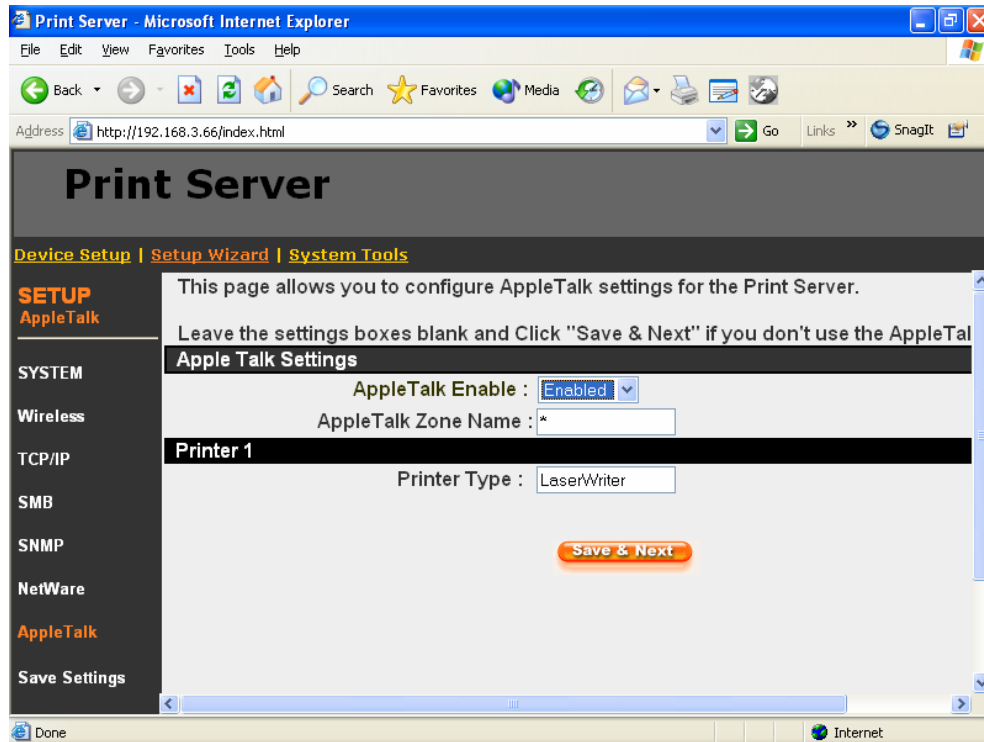 Print Server - Microsoft Internet Explorer
File Edit View Favorites Tools Help
Back Search Favorites Media
Address http://192.168.3.66/index.html Go Links » SnagIt
Print Server
Device Setup | Setup Wizard | System Tools
SETUP
AppleTalk
SYSTEM
Wireless
TCP/IP
SMB
SNMP
NetWare
AppleTalk
Save Settings
This page allows you to configure AppleTalk settings for the Print Server.
Leave the settings boxes blank and Click "Save & Next" if you don't use the AppleTal
Apple Talk Settings
AppleTalk Enable : Enabled
AppleTalk Zone Name : *
Printer 1
Printer Type : LaserWriter
Save & Next
Done Internet